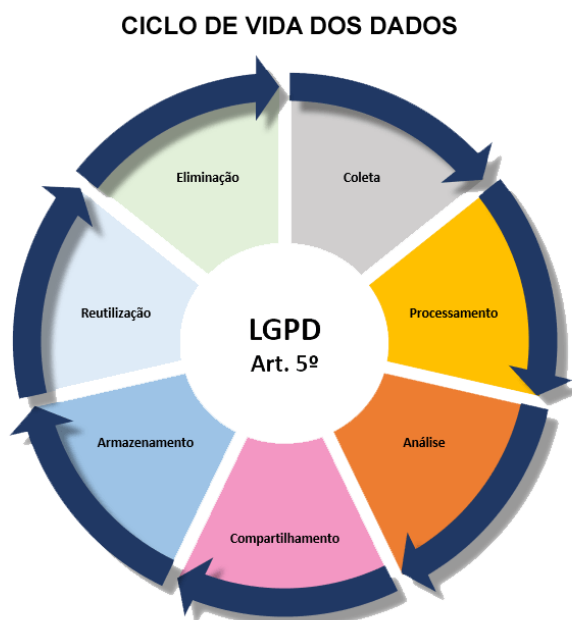 CICLO DE VIDA DOS DADOS
Eliminação
Coleta
Reutilização
LGPD
Art. 5º
Processamento
Armazenamento
Análise
Compartilhamento